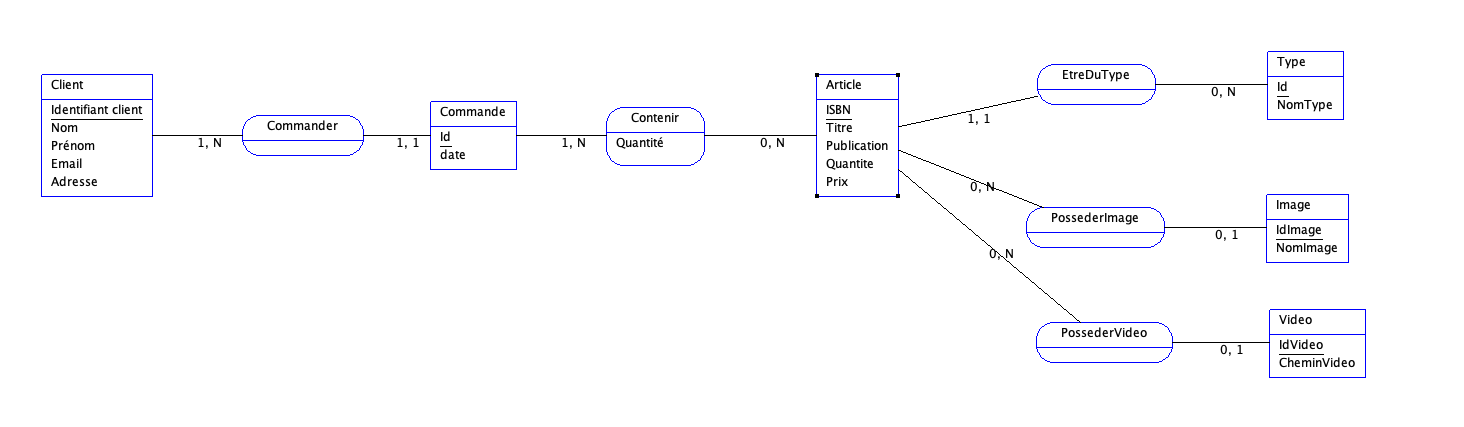 Client
Identifiant client
Nom
Prénom
Email
Adresse
1, N
Commander
1, 1
Commande
Id
date
1, N
Contenir
Quantité
0, N
Article
ISBN
Titre
Publication
Quantite
Prix
1, 1
EtreDuType
0, N
Type
Id
NomType
0, N
PossederImage
0, 1
Image
IdImage
NomImage
0, N
PossederVideo
0, 1
Video
IdVideo
CheminVideo